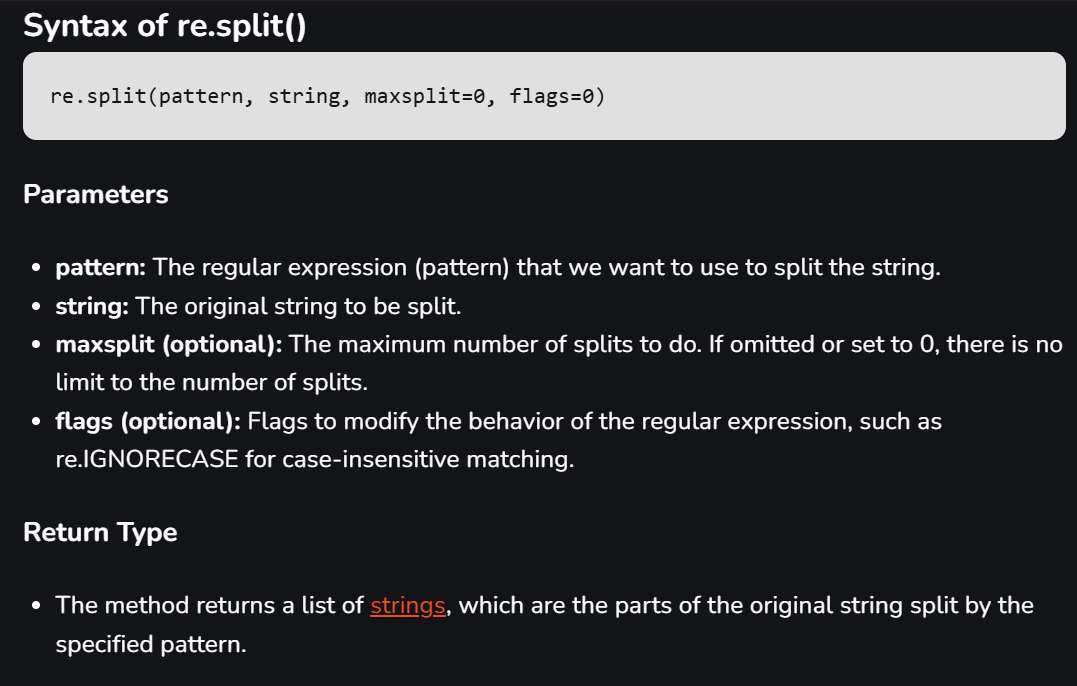 Syntax of re.split()
re.split(pattern, string, maxsplit=0, flags=0)
Parameters
• pattern: The regular expression (pattern) that we want to use to split the string.
• string: The original string to be split.
• maxsplit (optional): The maximum number of splits to do. If omitted or set to 0, there is no
limit to the number of splits.
• flags (optional): Flags to modify the behavior of the regular expression, such as
re.IGNORECASE for case-insensitive matching.
Return Type
• The method returns a list of strings, which are the parts of the original string split by the
specified pattern.